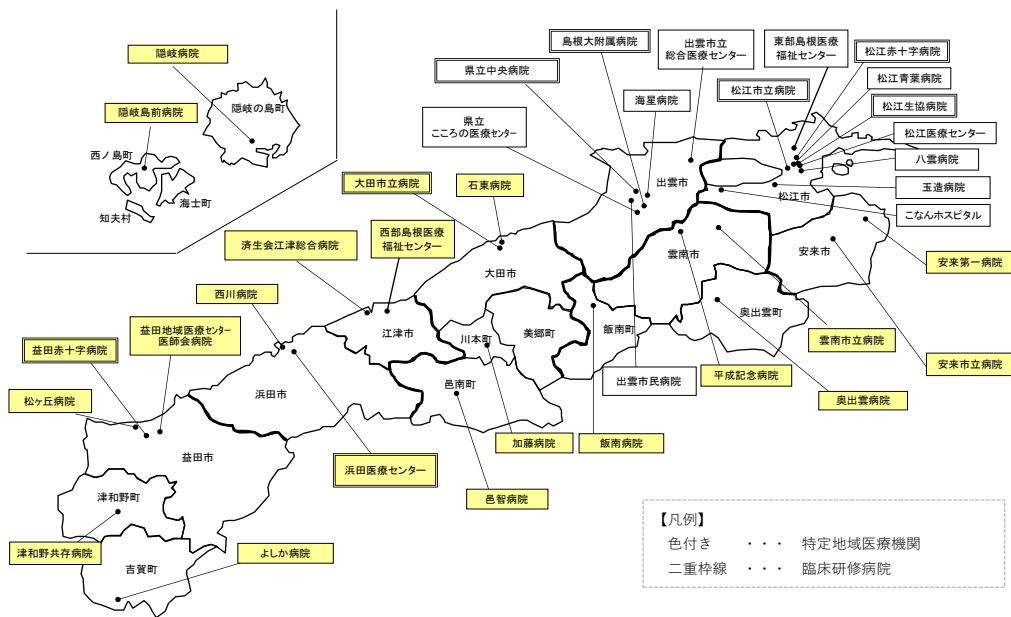 隠岐病院
隠岐島前病院
隠岐の島町
西ノ島町
海士町
知夫村
島根大附属病院
県立中央病院
出雲市立
総合医療センター
海星病院
県立
こころの医療センター
東部島根医療
福祉センター
松江赤十字病院
松江青葉病院
松江市立病院
松江生協病院
松江医療センター
八雲病院
玉造病院
こなんホスピタル
出雲市
松江市
安来市
雲南市
大田市立病院
石東病院
済生会江津総合病院
西部島根医療
福祉センター
大田市
西川病院
江津市
川本町
美郷町
飯南町
奥出雲町
安来第一病院
益田地域医療センター
医師会病院
益田赤十字病院
松ヶ丘病院
浜田市
邑南町
出雲市民病院
平成記念病院
雲南市立病院
安来市立病院
奥出雲病院
益田市
浜田医療センター
加藤病院
飯南病院
邑智病院
津和野町
津和野共存病院
吉賀町
よしか病院
【凡例】
色付き ・・・ 特定地域医療機関
二重枠線 ・・・ 臨床研修病院